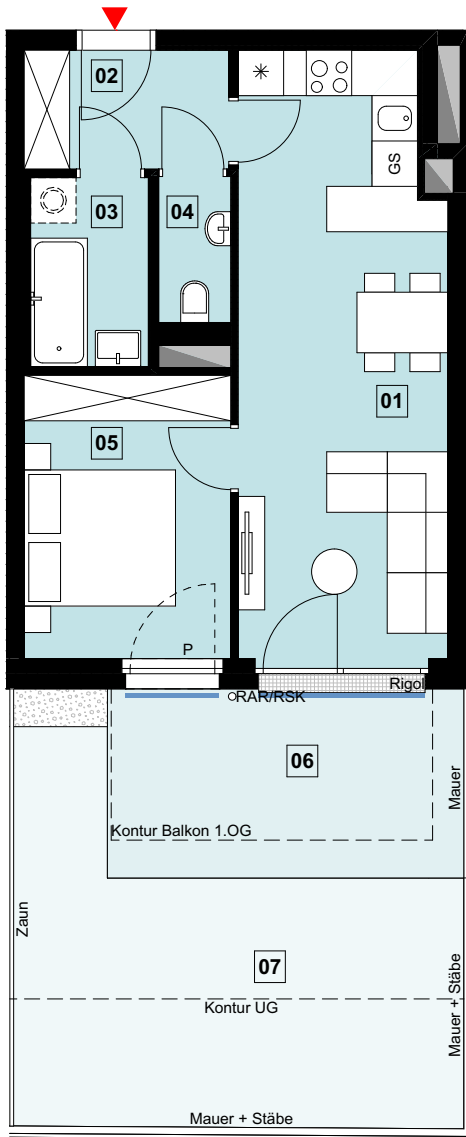 02
03
04
GS
01
05
P
Rigol
RAR/RSK
06
Mauer
Kontur Balkon 1.OG
Zaun
07
Mauer + Stäbe
Kontur UG
Mauer + Stäbe